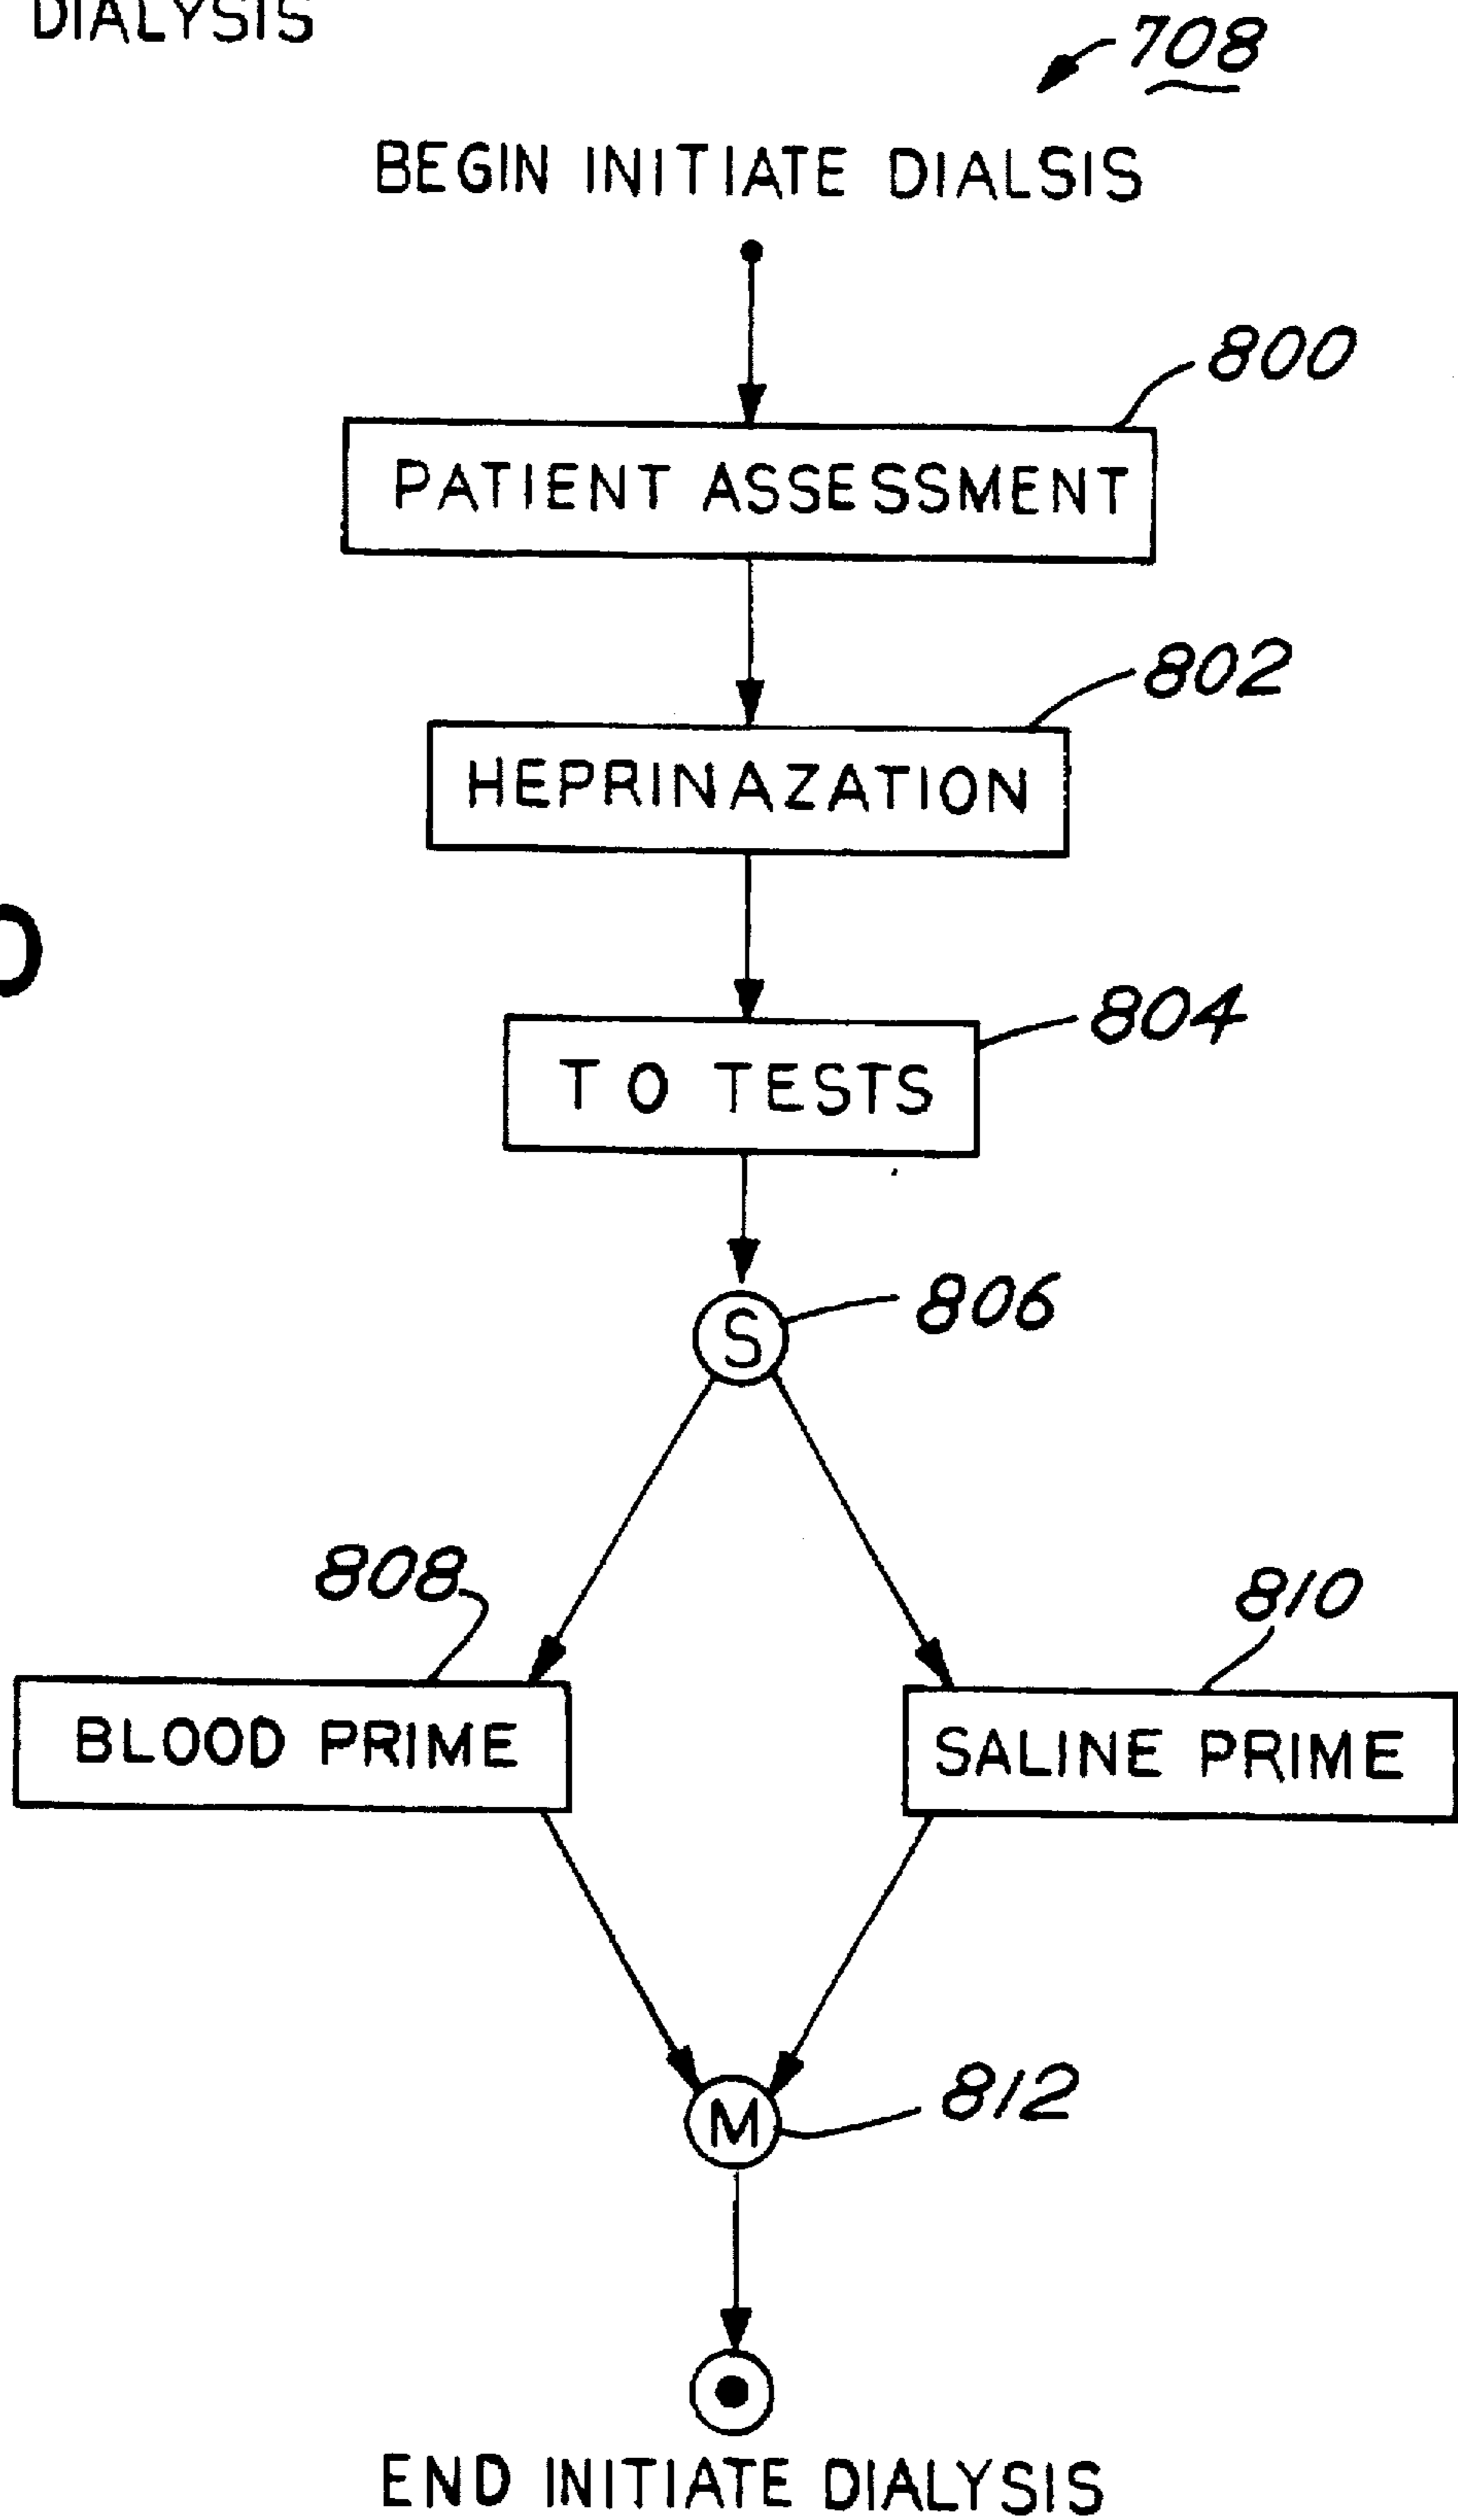 DIALYSIS
708
BEGIN INITIATE DIALSIS
800
PATIENT ASSESSMENT
802
HEPRINAZATION
804
TO TESTS
806
S
808
810
BLOOD PRIME
SALINE PRIME
812
M
END INITIATE DIALYSIS